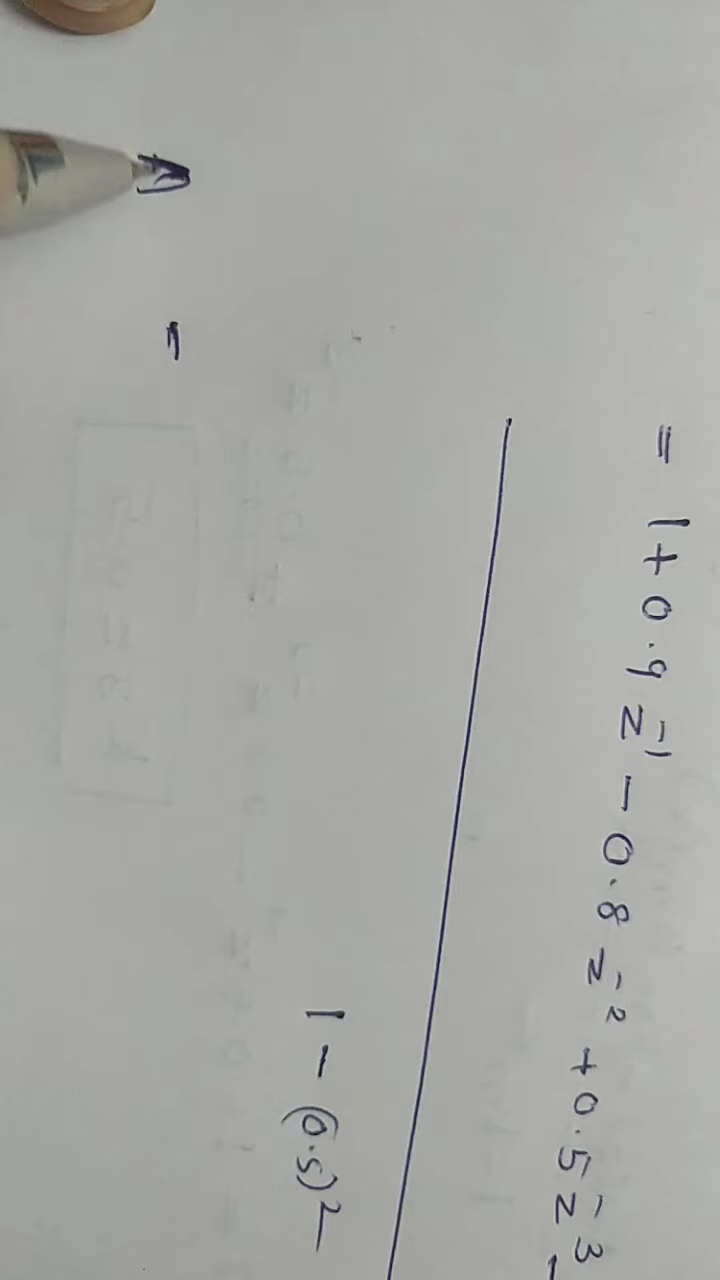 = 1 + 0.9 z⁻¹ - 0.8 z⁻² + 0.5 z⁻³ -
1 - (0.5)²
=